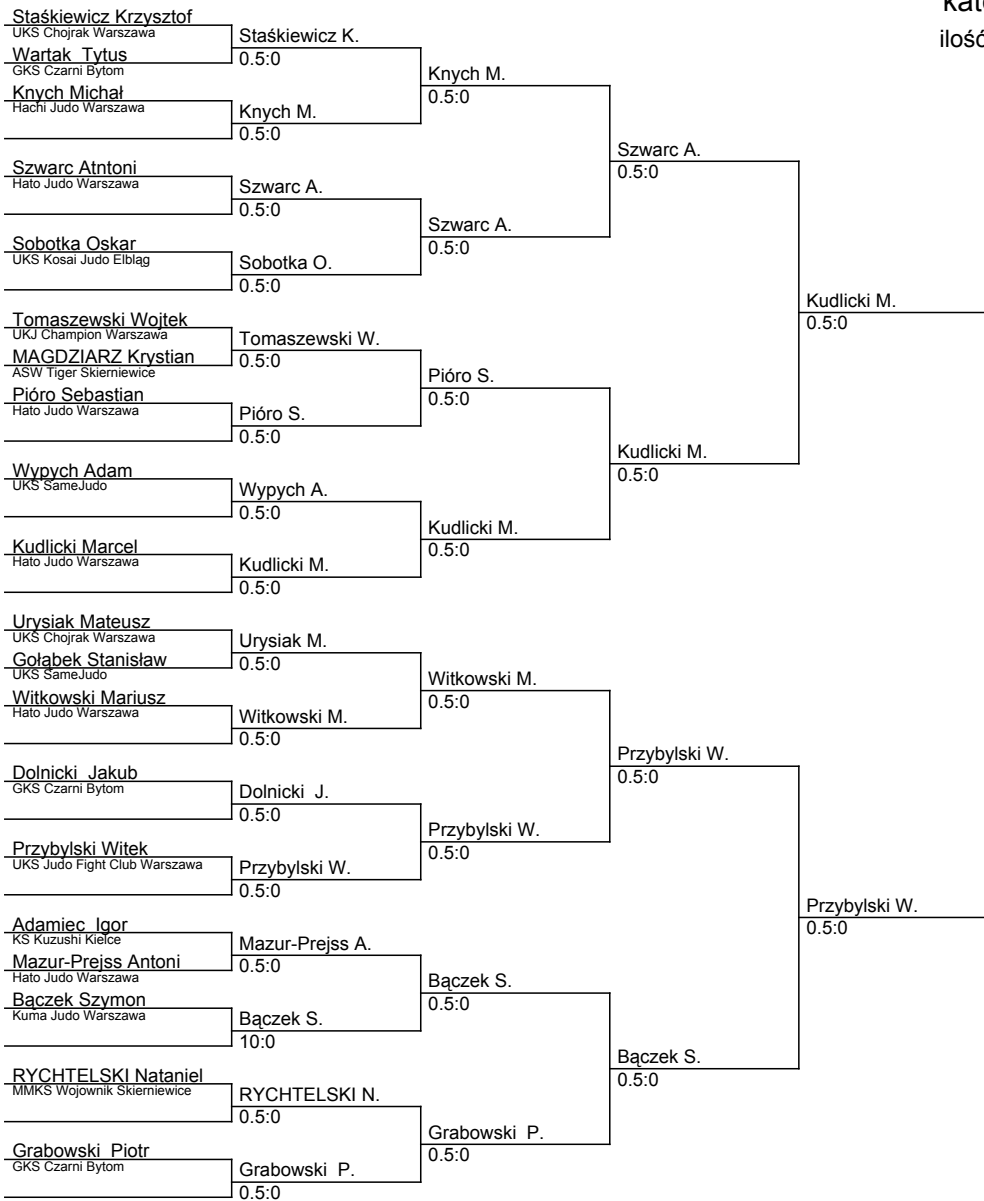 kate
ilość
Staśkiewicz Krzysztof
UKS Chojrak Warszawa
Wartak  Tytus
GKS Czarni Bytom
Knych Michał
Hachi Judo Warszawa
Szwarc Atntoni
Hato Judo Warszawa
Sobotka Oskar
UKS Kosai Judo Elbląg
Tomaszewski Wojtek
UKJ Champion Warszawa
MAGDZIARZ Krystian
ASW Tiger Skierniewice
Pióro Sebastian
Hato Judo Warszawa
Wypych Adam
UKS SameJudo
Kudlicki Marcel
Hato Judo Warszawa
Urysiak Mateusz
UKS Chojrak Warszawa
Gołąbek Stanisław
UKS SameJudo
Witkowski Mariusz
Hato Judo Warszawa
Dolnicki  Jakub
GKS Czarni Bytom
Przybylski Witek
UKS Judo Fight Club Warszawa
Adamiec  Igor
KS Kuzushi Kielce
Mazur-Prejss Antoni
Hato Judo Warszawa
Bączek Szymon
Kuma Judo Warszawa
RYCHTELSKI Nataniel
MMKS Wojownik Skierniewice
Grabowski  Piotr
GKS Czarni Bytom
Staśkiewicz K.
0.5:0
Knych M.
0.5:0
Szwarc A.
0.5:0
Sobotka O.
0.5:0
Tomaszewski W.
0.5:0
Pióro S.
0.5:0
Wypych A.
0.5:0
Kudlicki M.
0.5:0
Urysiak M.
0.5:0
Witkowski M.
0.5:0
Dolnicki  J.
0.5:0
Przybylski W.
0.5:0
Mazur-Prejss A.
0.5:0
Bączek S.
10:0
RYCHTELSKI N.
0.5:0
Grabowski  P.
0.5:0
Knych M.
0.5:0
Szwarc A.
0.5:0
Pióro S.
0.5:0
Kudlicki M.
0.5:0
Witkowski M.
0.5:0
Przybylski W.
0.5:0
Bączek S.
0.5:0
Grabowski  P.
0.5:0
Szwarc A.
0.5:0
Kudlicki M.
0.5:0
Przybylski W.
0.5:0
Bączek S.
0.5:0
Kudlicki M.
0.5:0
Przybylski W.
0.5:0